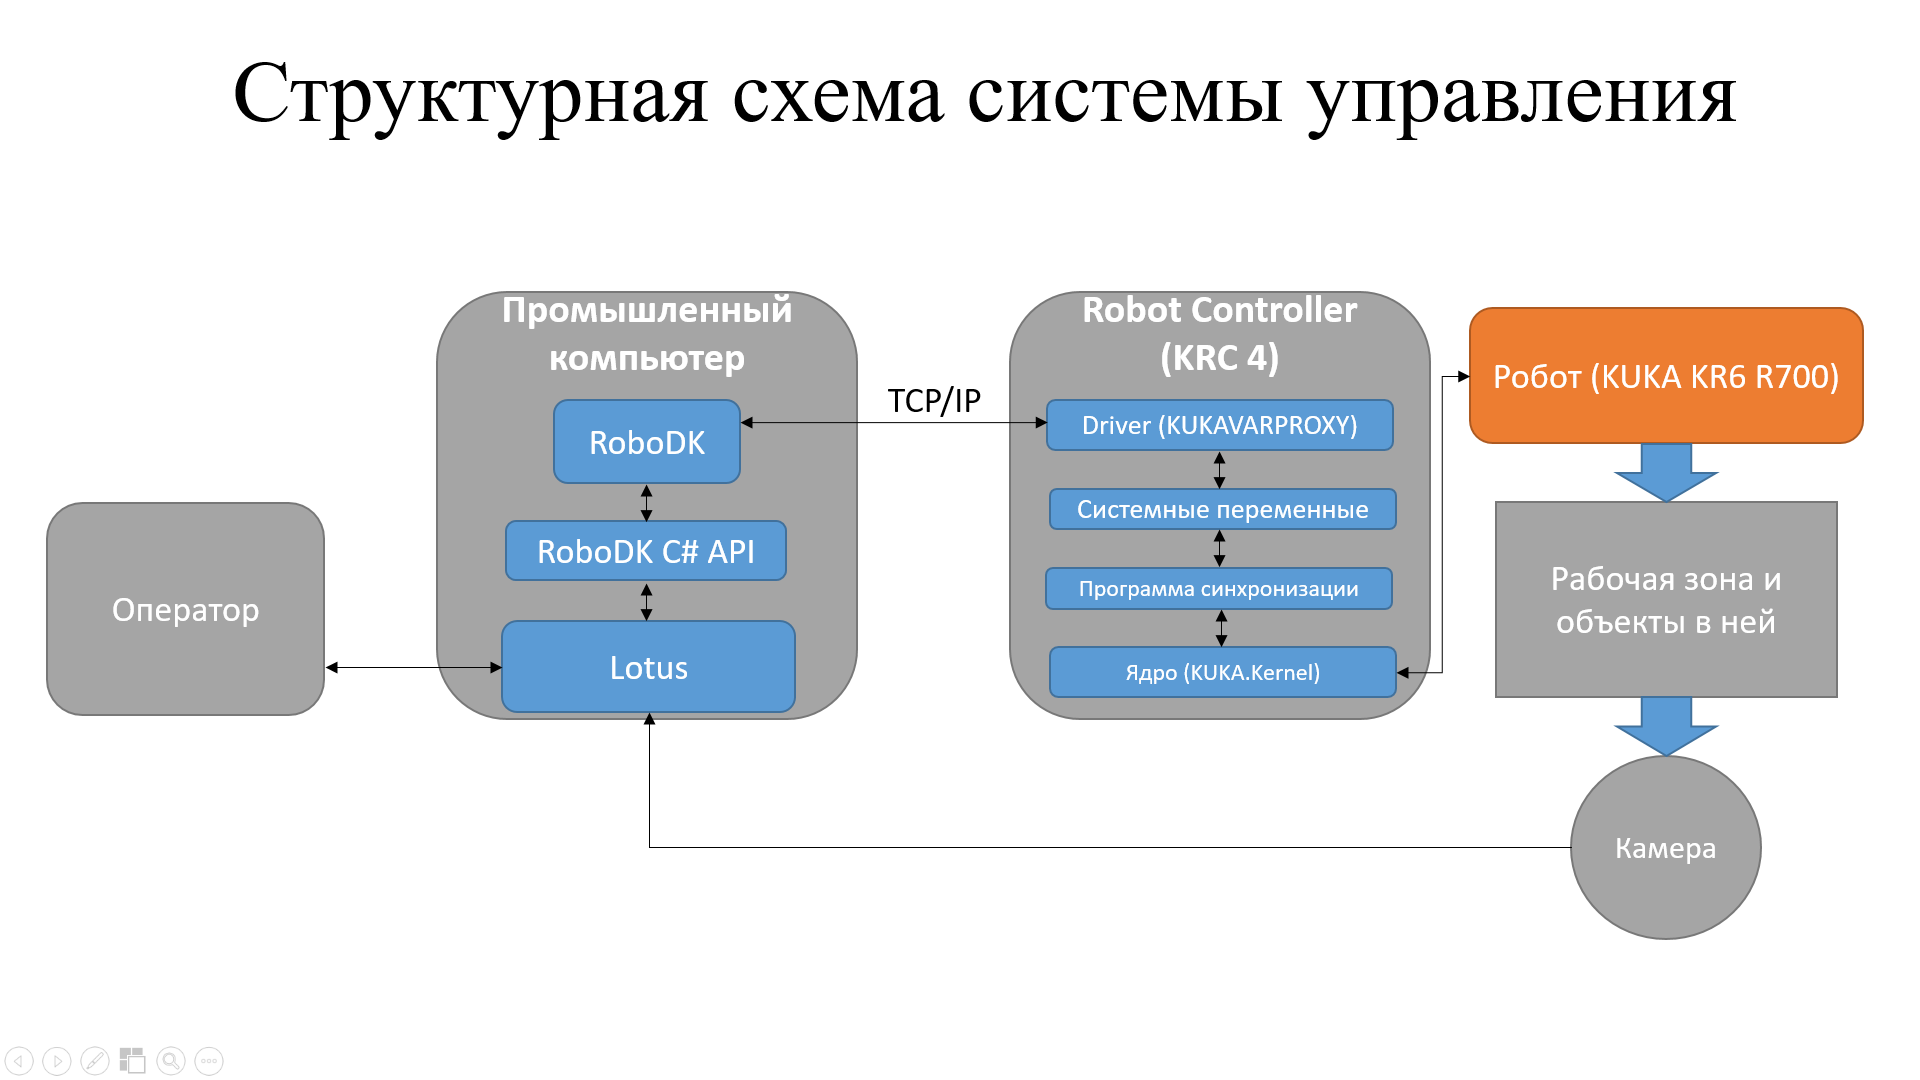 Структурная схема системы управления
Оператор
Промышленный
компьютер
RoboDK
RoboDK C# API
Lotus
TCP/IP
Robot Controller
(KRC 4)
Driver (KUKAVARPROXY)
Системные переменные
Программа синхронизации
Ядро (KUKA.Kernel)
Робот (KUKA KR6 R700)
Рабочая зона и
объекты в ней
Камера